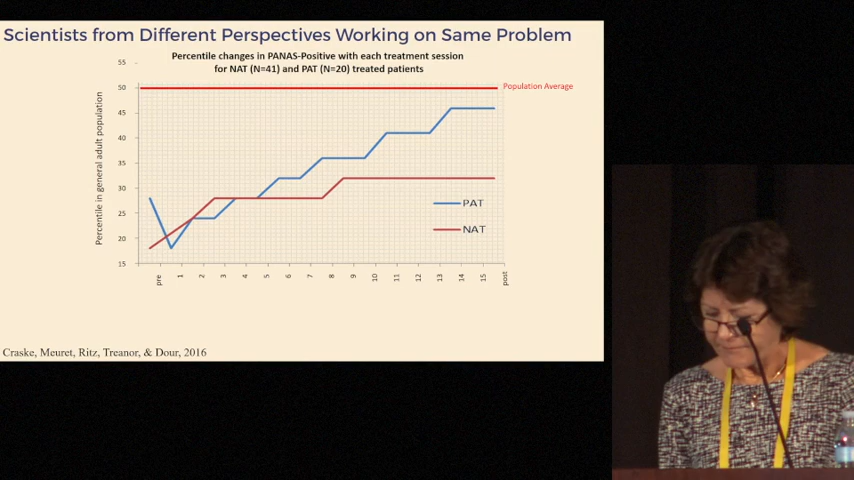 Scientists from Different Perspectives Working on Same Problem
Percentile changes in PANAS-Positive with each treatment session
for NAT (N=41) and PAT (N=20) treated patients
Percentile in general adult population
55
50
45
40
35
30
25
20
15
Population Average
PAT
NAT
pre
1
2
3
4
5
6
7
8
9
10
11
12
13
14
15
post
Craske, Meuret, Ritz, Treanor, & Dour, 2016